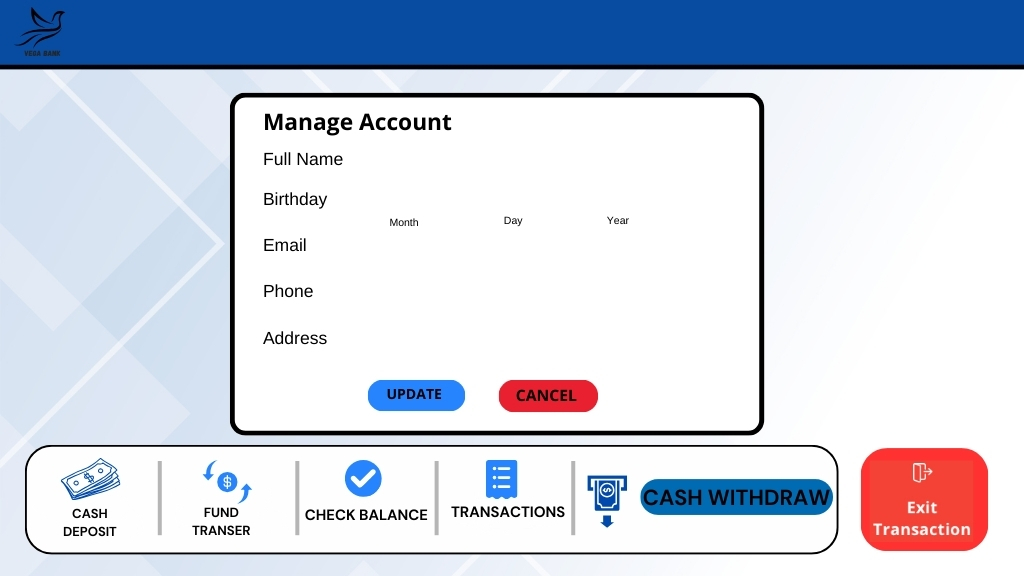 VEGA BANK
Manage Account
Full Name
Birthday
Month Day Year
Email
Phone
Address
UPDATE CANCEL
CASH
DEPOSIT
FUND
TRANSER
CHECK BALANCE
TRANSACTIONS
CASH WITHDRAW
Exit
Transaction